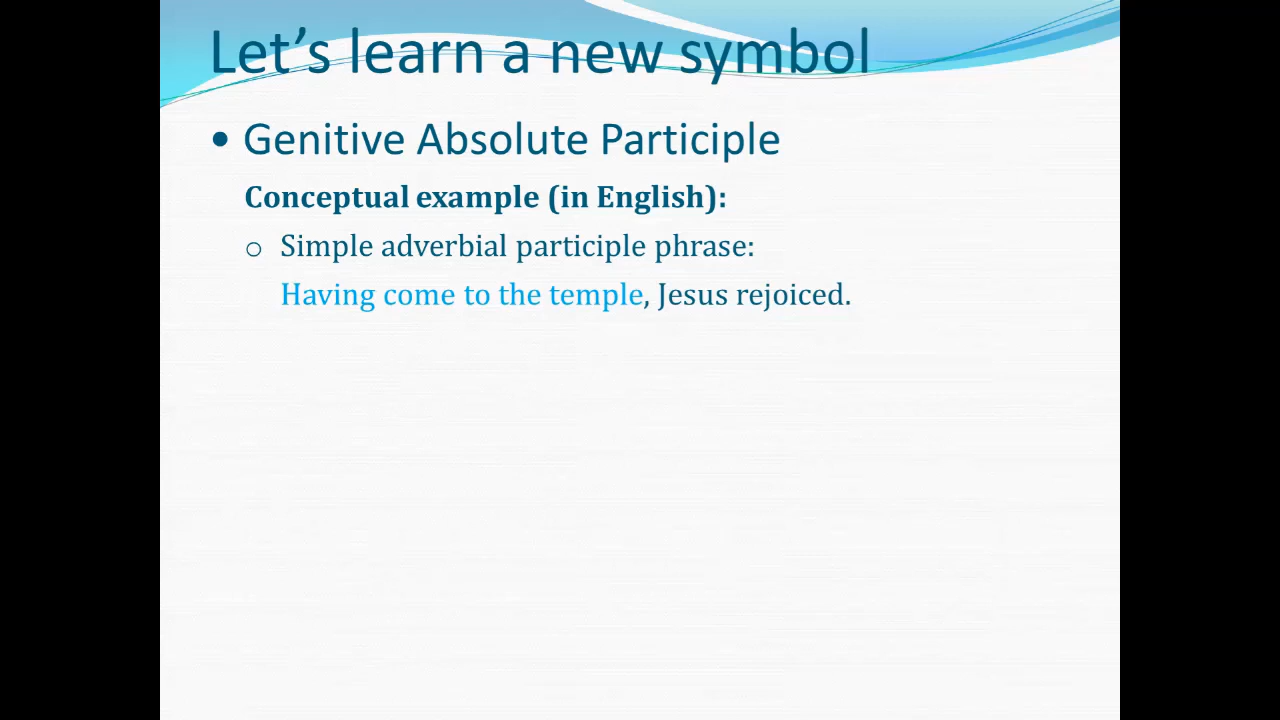 Let’s learn a new symbol
• Genitive Absolute Participle
Conceptual example (in English):
o Simple adverbial participle phrase:
Having come to the temple, Jesus rejoiced.